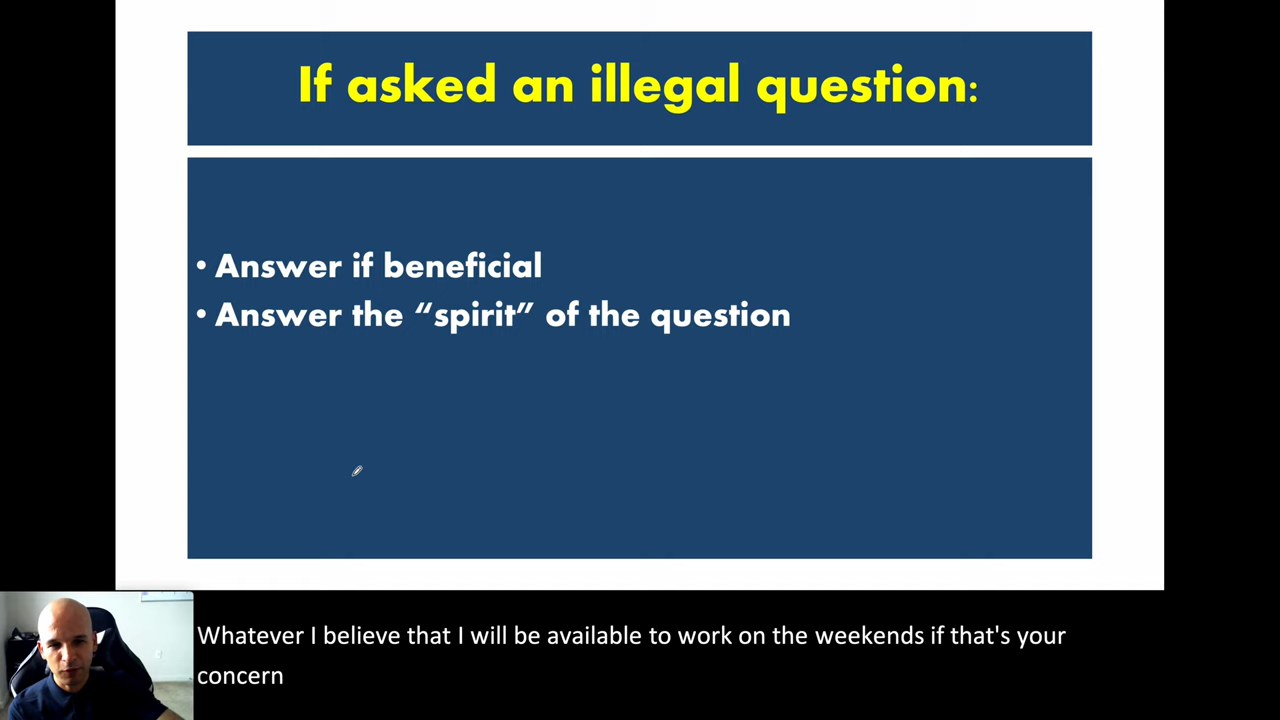 If asked an illegal question:
• Answer if beneficial
• Answer the “spirit” of the question
Whatever I believe that I will be available to work on the weekends if that's your
concern